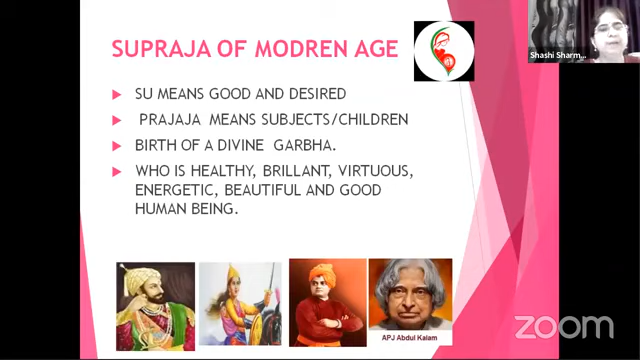 SUPRAJA OF MODREN AGE
Shashi Sharm...
SU MEANS GOOD AND DESIRED
PRAJAJA MEANS SUBJECTS/CHILDREN
BIRTH OF A DIVINE GARBHA.
WHO IS HEALTHY, BRILLANT, VIRTUOUS,
ENERGETIC, BEAUTIFUL AND GOOD
HUMAN BEING.
APJ ABDUL Kalam
zoom